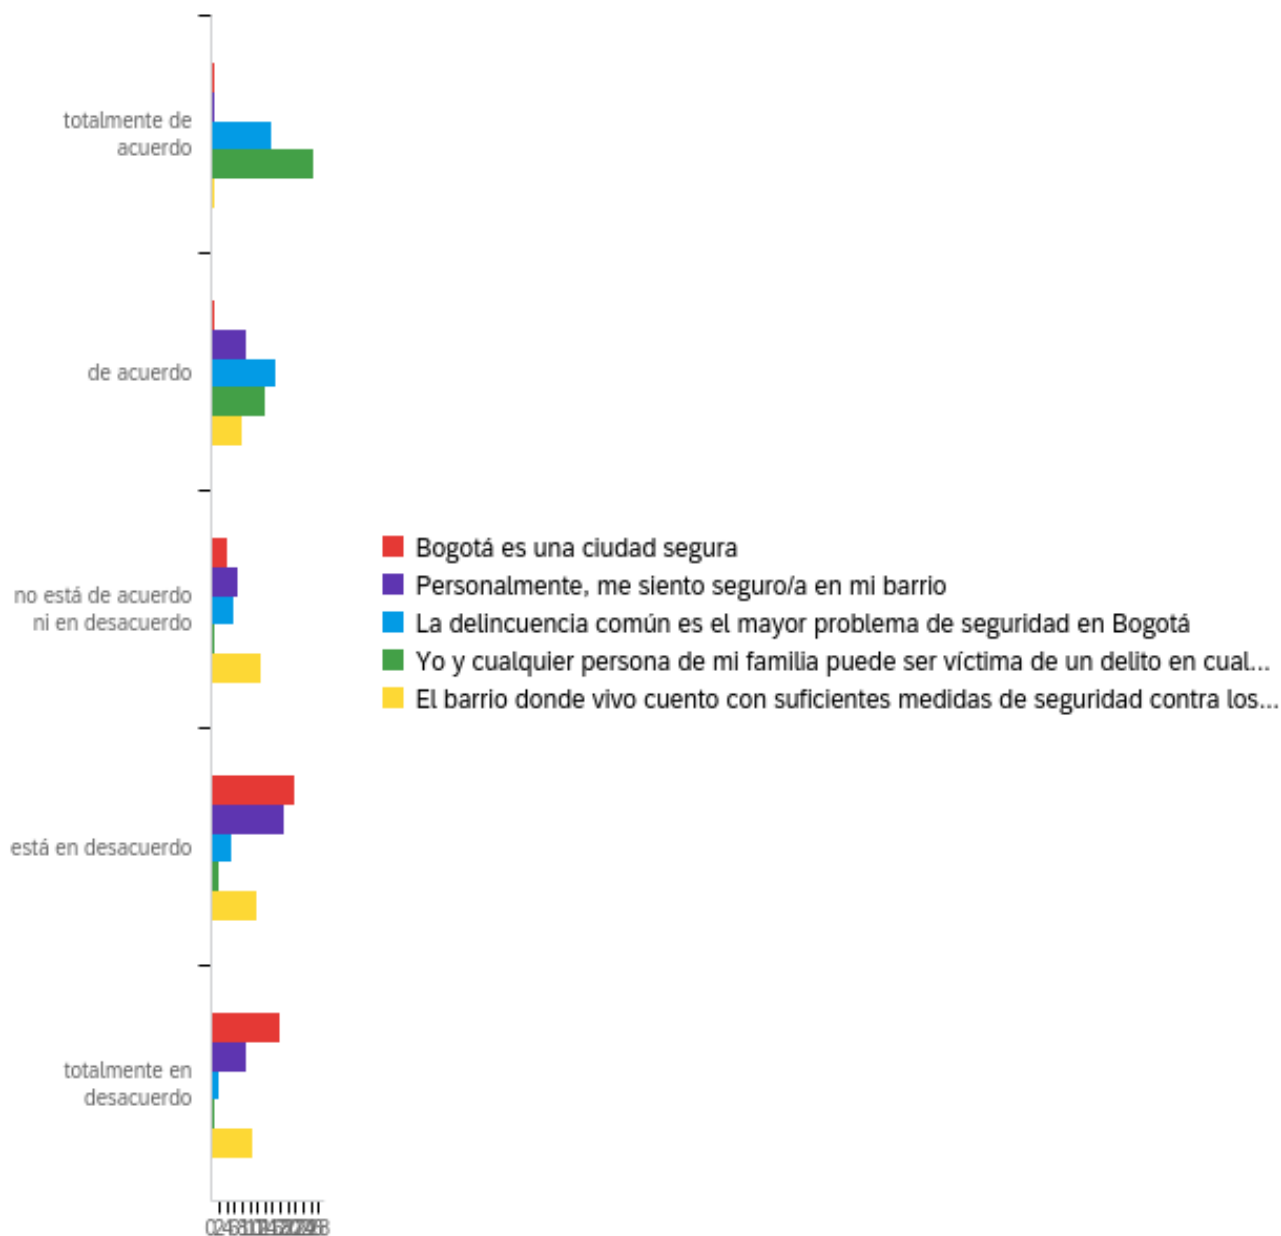 totalmente de
acuerdo
de acuerdo
no está de acuerdo
ni en desacuerdo
está en desacuerdo
totalmente en
desacuerdo
Bogotá es una ciudad segura
Personalmente, me siento seguro/a en mi barrio
La delincuencia común es el mayor problema de seguridad en Bogotá
Yo y cualquier persona de mi familia puede ser víctima de un delito en cual...
El barrio donde vivo cuento con suficientes medidas de seguridad contra los...